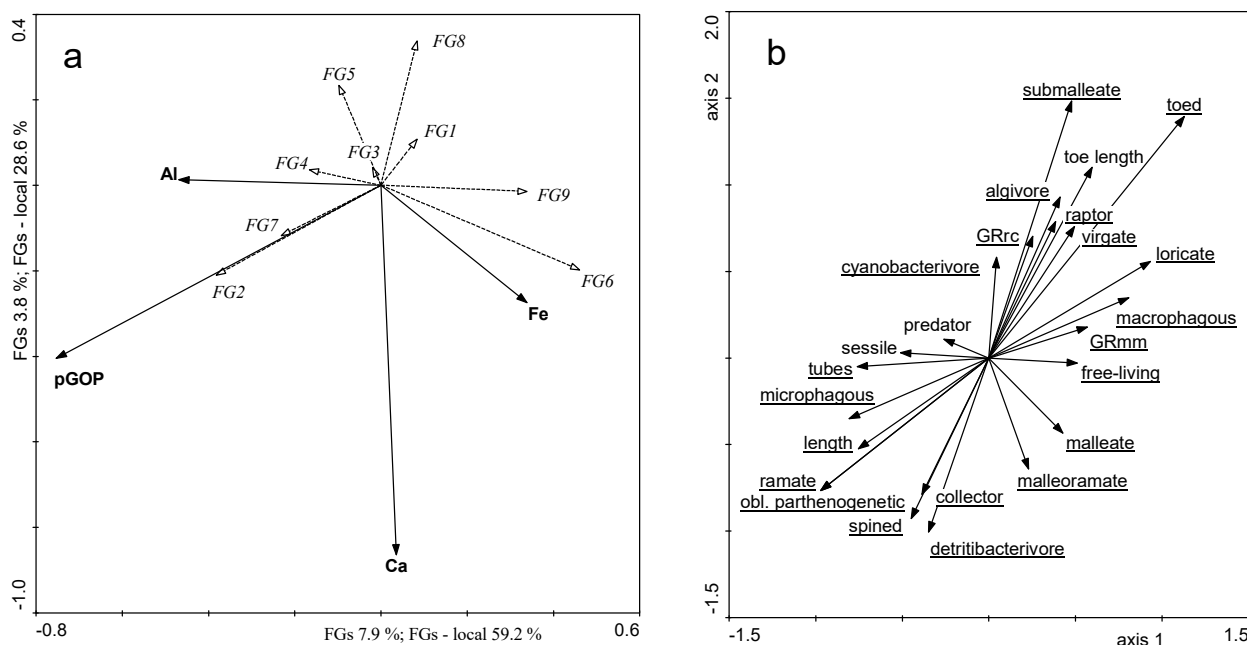 a
0.4
FG8
FG5
FG1
FG3
FG4
Al
FG9
FG7
FG2
FG6
Fe
pGOP
Ca
FGs 3.8 %; FGs - local 28.6 %
-1.0
-0.8
FGs 7.9 %; FGs - local 59.2 %
0.6
b
2.0
axis 2
submalleate
toed
toe length
algivore
raptor
GRrc
virgate
loricate
cyanobacterivore
macrophagous
predator
GRmm
sessile
free-living
tubes
microphagous
malleate
length
malleoramate
ramate
obl. parthenogenetic
collector
spined
detritibacterivore
-1.5
-1.5
axis 1
1.5